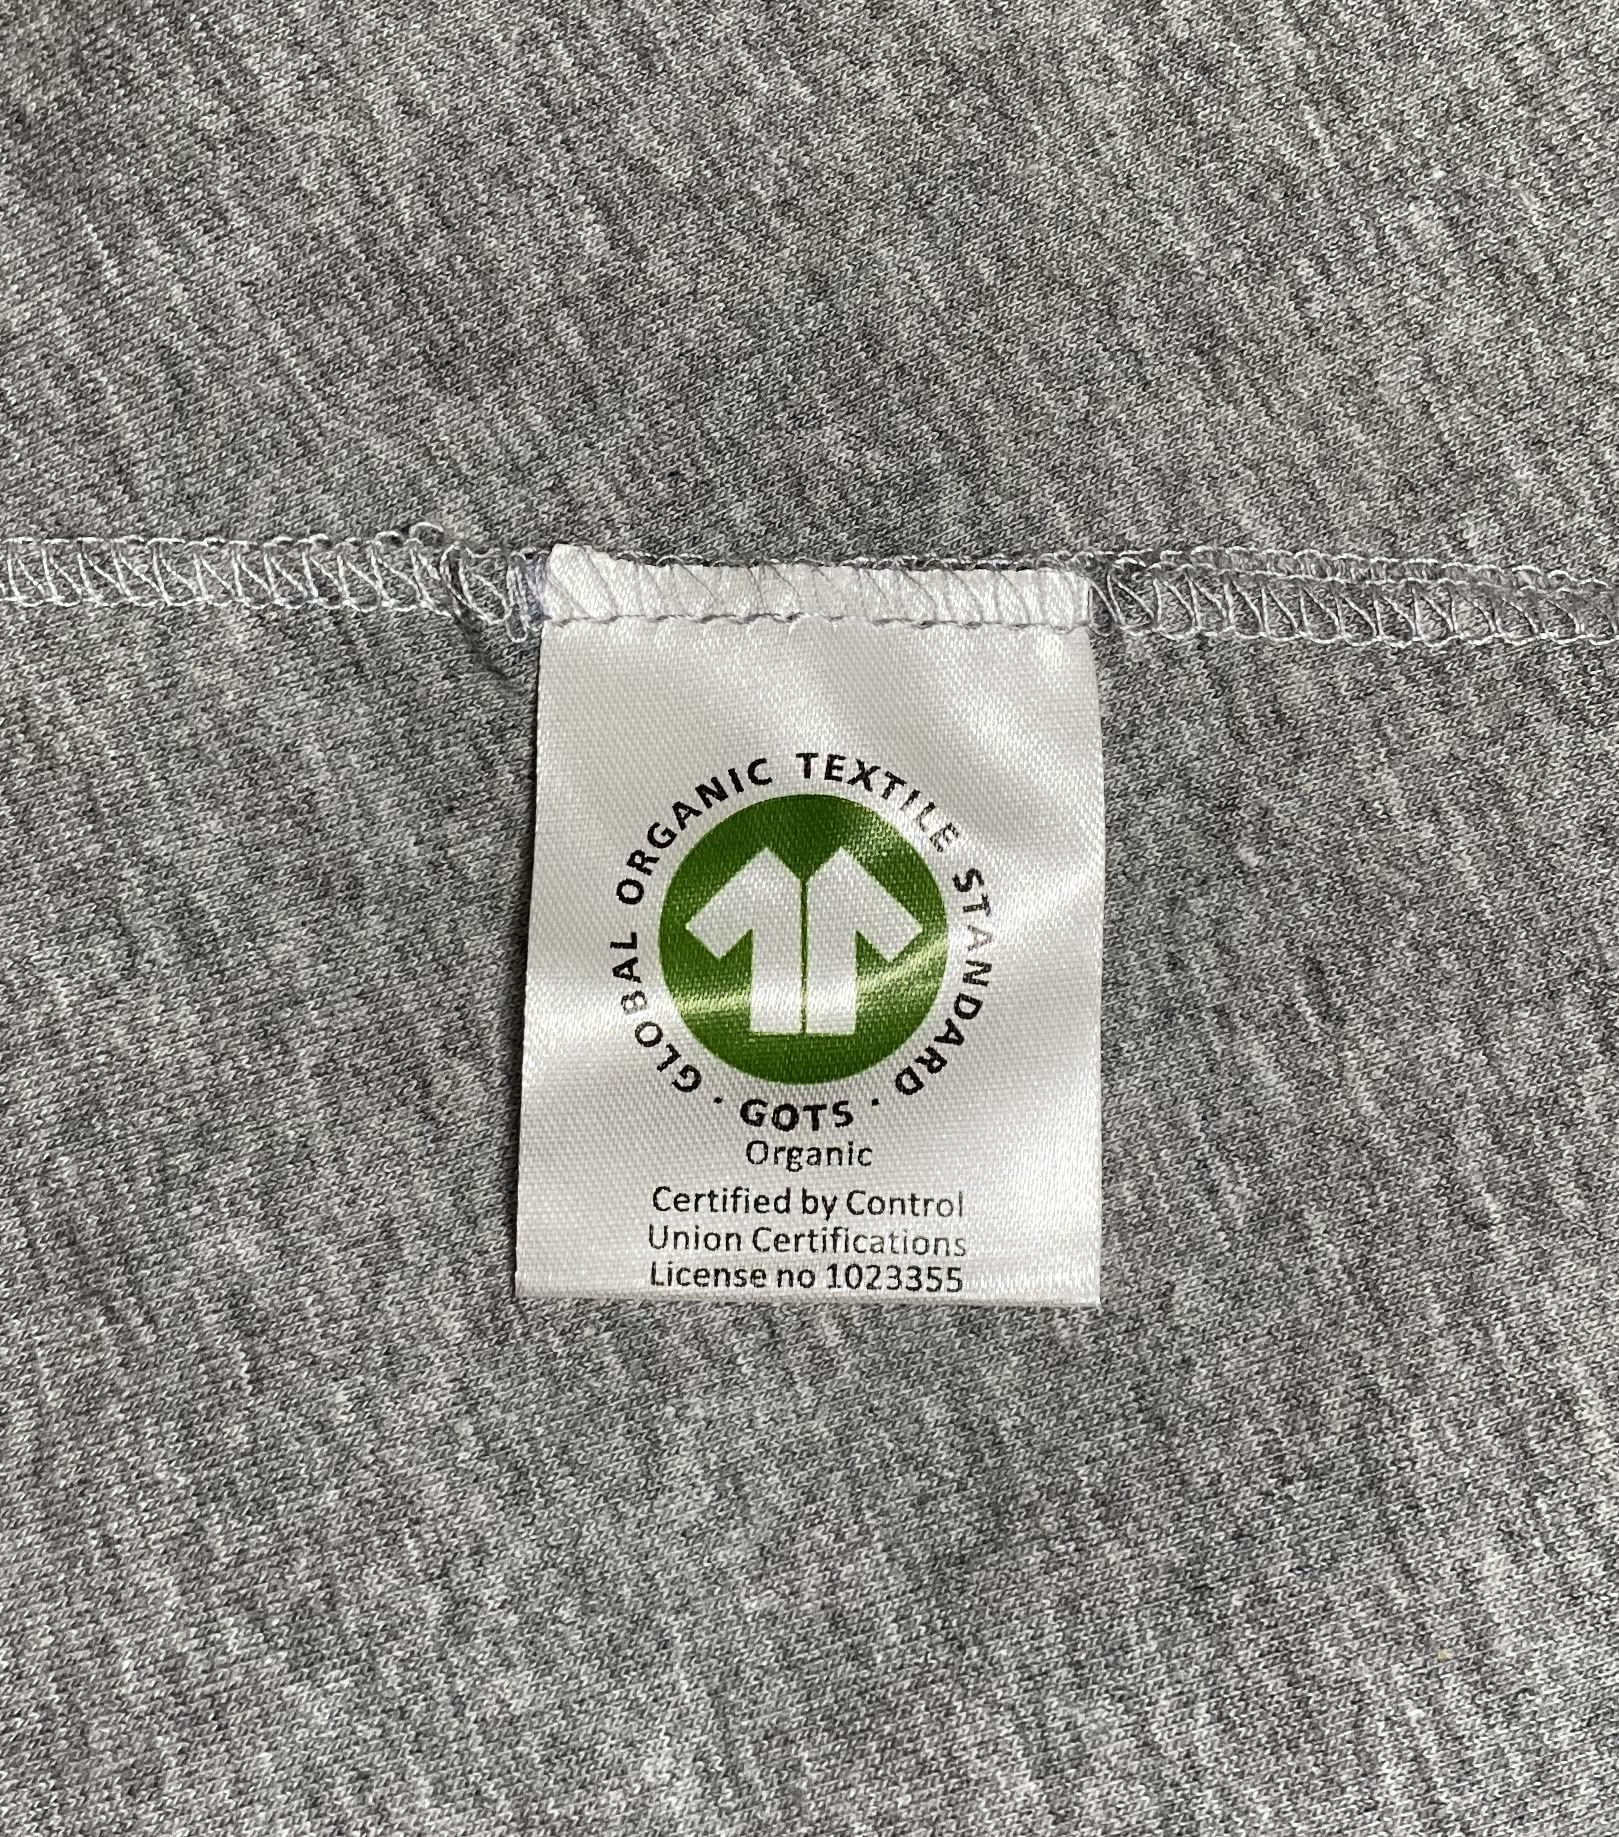 GLOBAL ORGANIC TEXTILE STANDARD · GOTS ·
Organic
Certified by Control
Union Certifications
License no 1023355